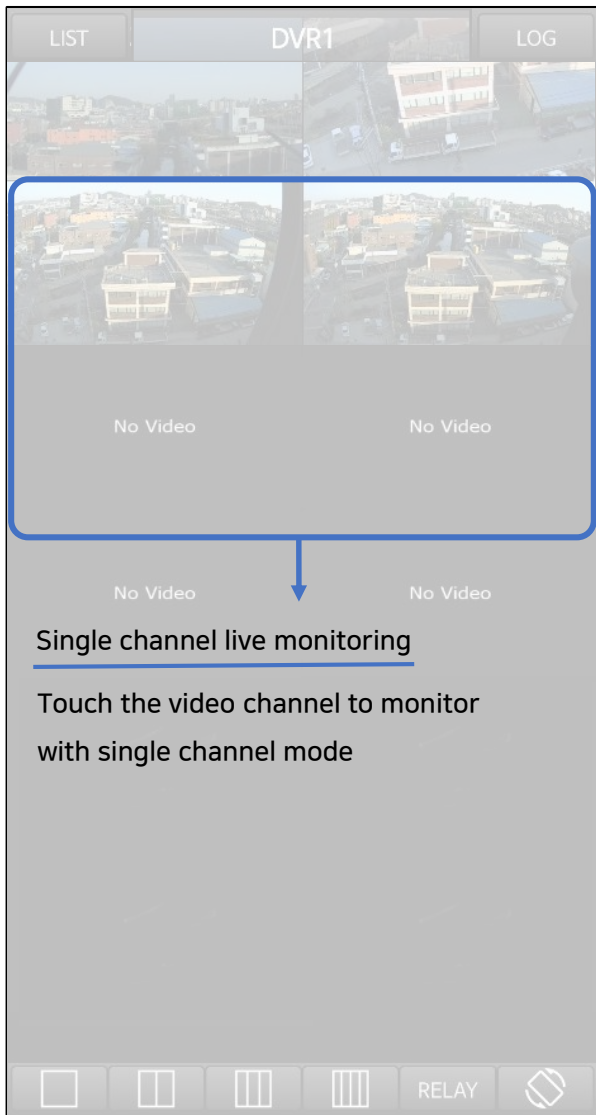 LIST
DVR1
LOG
No Video
No Video
No Video
No Video
Single channel live monitoring
Touch the video channel to monitor
with single channel mode
RELAY